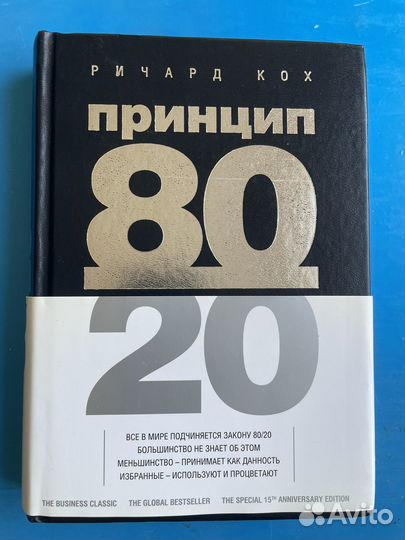 РИЧАРД КОХ
принцип
80
20
ВСЕ В МИРЕ ПОДЧИНЯЕТСЯ ЗАКОНУ 80/20
БОЛЬШИНСТВО НЕ ЗНАЕТ ОБ ЭТОМ
МЕНЬШИНСТВО – ПРИНИМАЕТ КАК ДАННОСТЬ
ИЗБРАННЫЕ – ИСПОЛЬЗУЮТ И ПРОЦВЕТАЮТ
THE BUSINESS CLASSIC THE GLOBAL BESTSELLER THE SPECIAL 15TH ANNIVERSARY EDITION
Avito